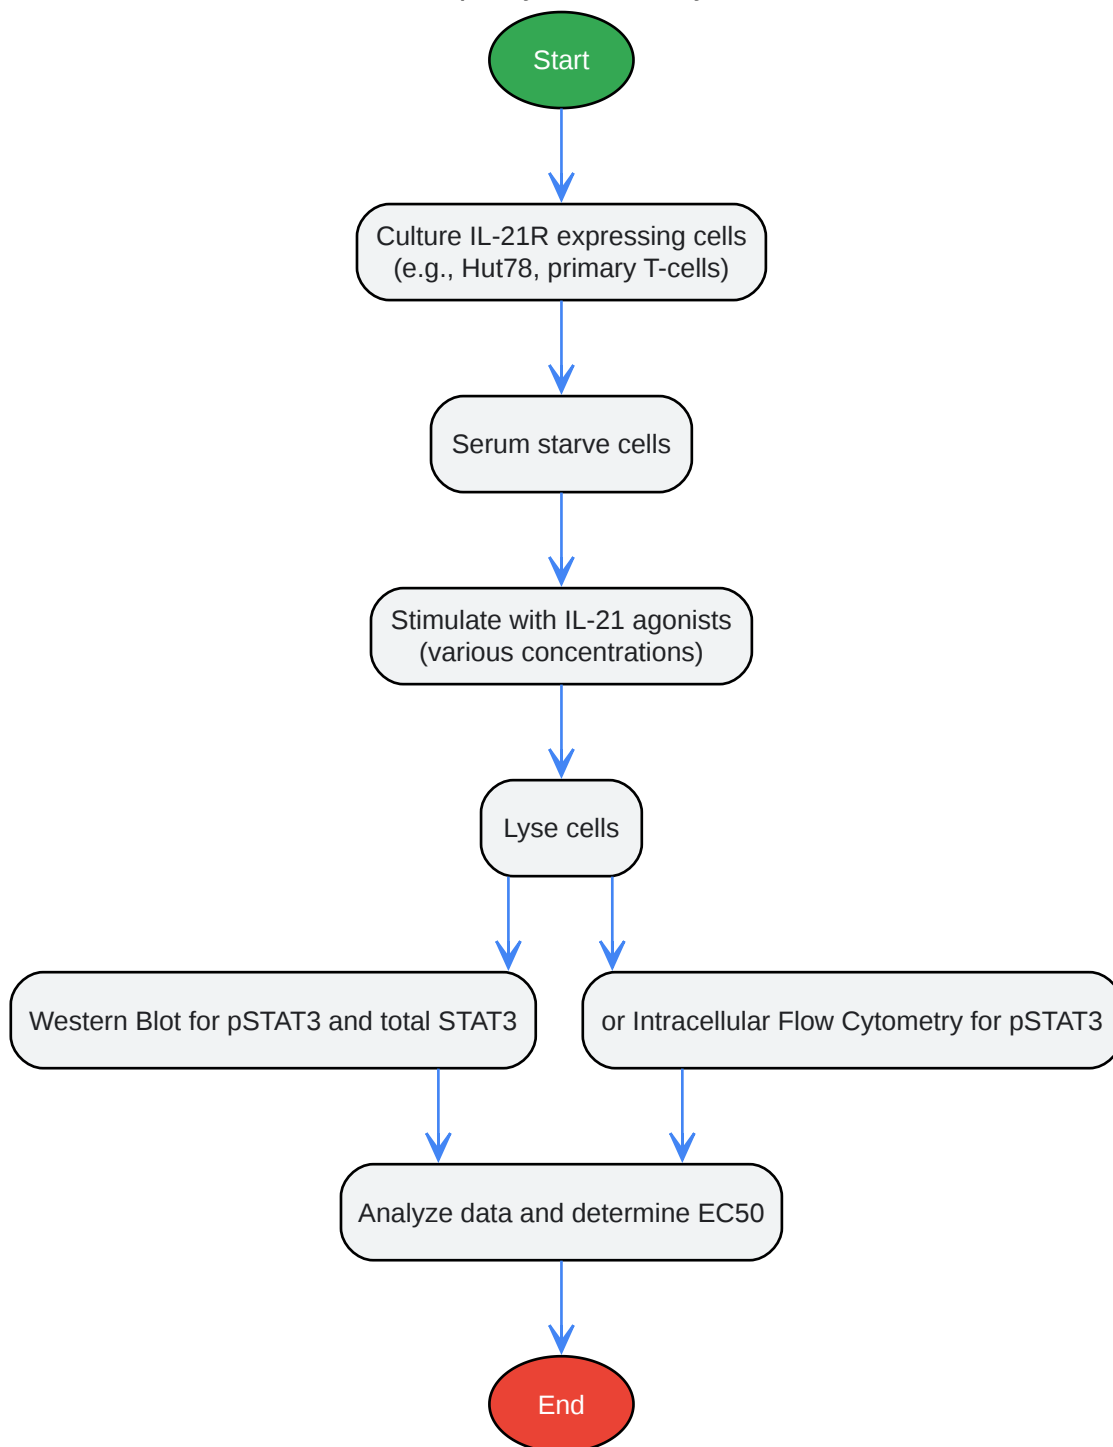 Start
Culture IL-21R expressing cells
(e.g., Hut78, primary T-cells)
Serum starve cells
Stimulate with IL-21 agonists
(various concentrations)
Lyse cells
Western Blot for pSTAT3 and total STAT3
or Intracellular Flow Cytometry for pSTAT3
Analyze data and determine EC50
End